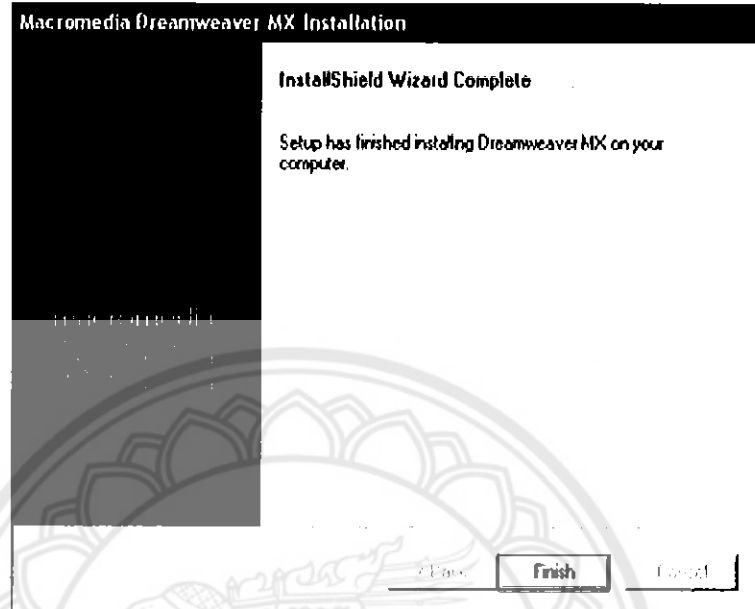 Macromedia Dreamweaver MX Installation
InstallShield Wizard Complete
Setup has finished installing Dreamweaver MX on your
computer.
Finish